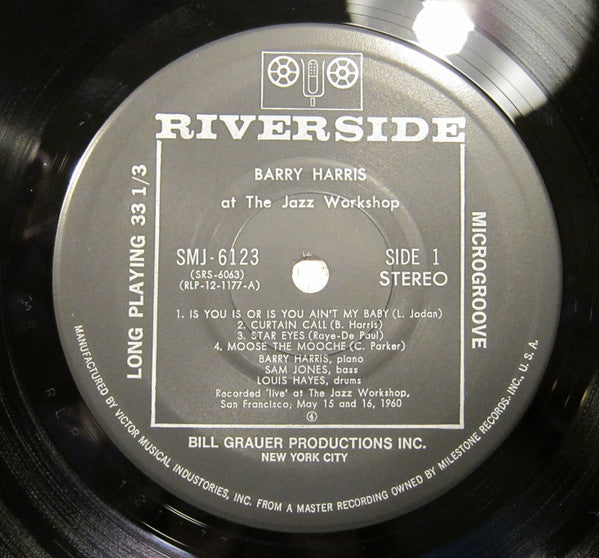 RIVERSIDE
BARRY HARRIS
at The Jazz Workshop
SMJ-6123
(SRS-6063)
(RLP-12-1177-A)
SIDE 1
STEREO
LONG PLAYING 33 1/3
MICROGROOVE
1. IS YOU IS OR IS YOU AIN'T MY BABY (L. Jodan)
2. CURTAIN CALL (B. Harris)
3. STAR EYES (Raye-De Paul)
4. MOOSE THE MOOCHE (C. Parker)
BARRY HARRIS, piano
SAM JONES, bass
LOUIS HAYES, drums
Recorded 'live' at The Jazz Workshop,
San Francisco; May 15 and 16, 1960
4
BILL GRAUER PRODUCTIONS INC.
NEW YORK CITY
MANUFACTURED BY VICTOR MUSICAL INDUSTRIES, INC. FROM A MASTER RECORDING OWNED BY MILESTONE RECORDS, INC., U. S. A.